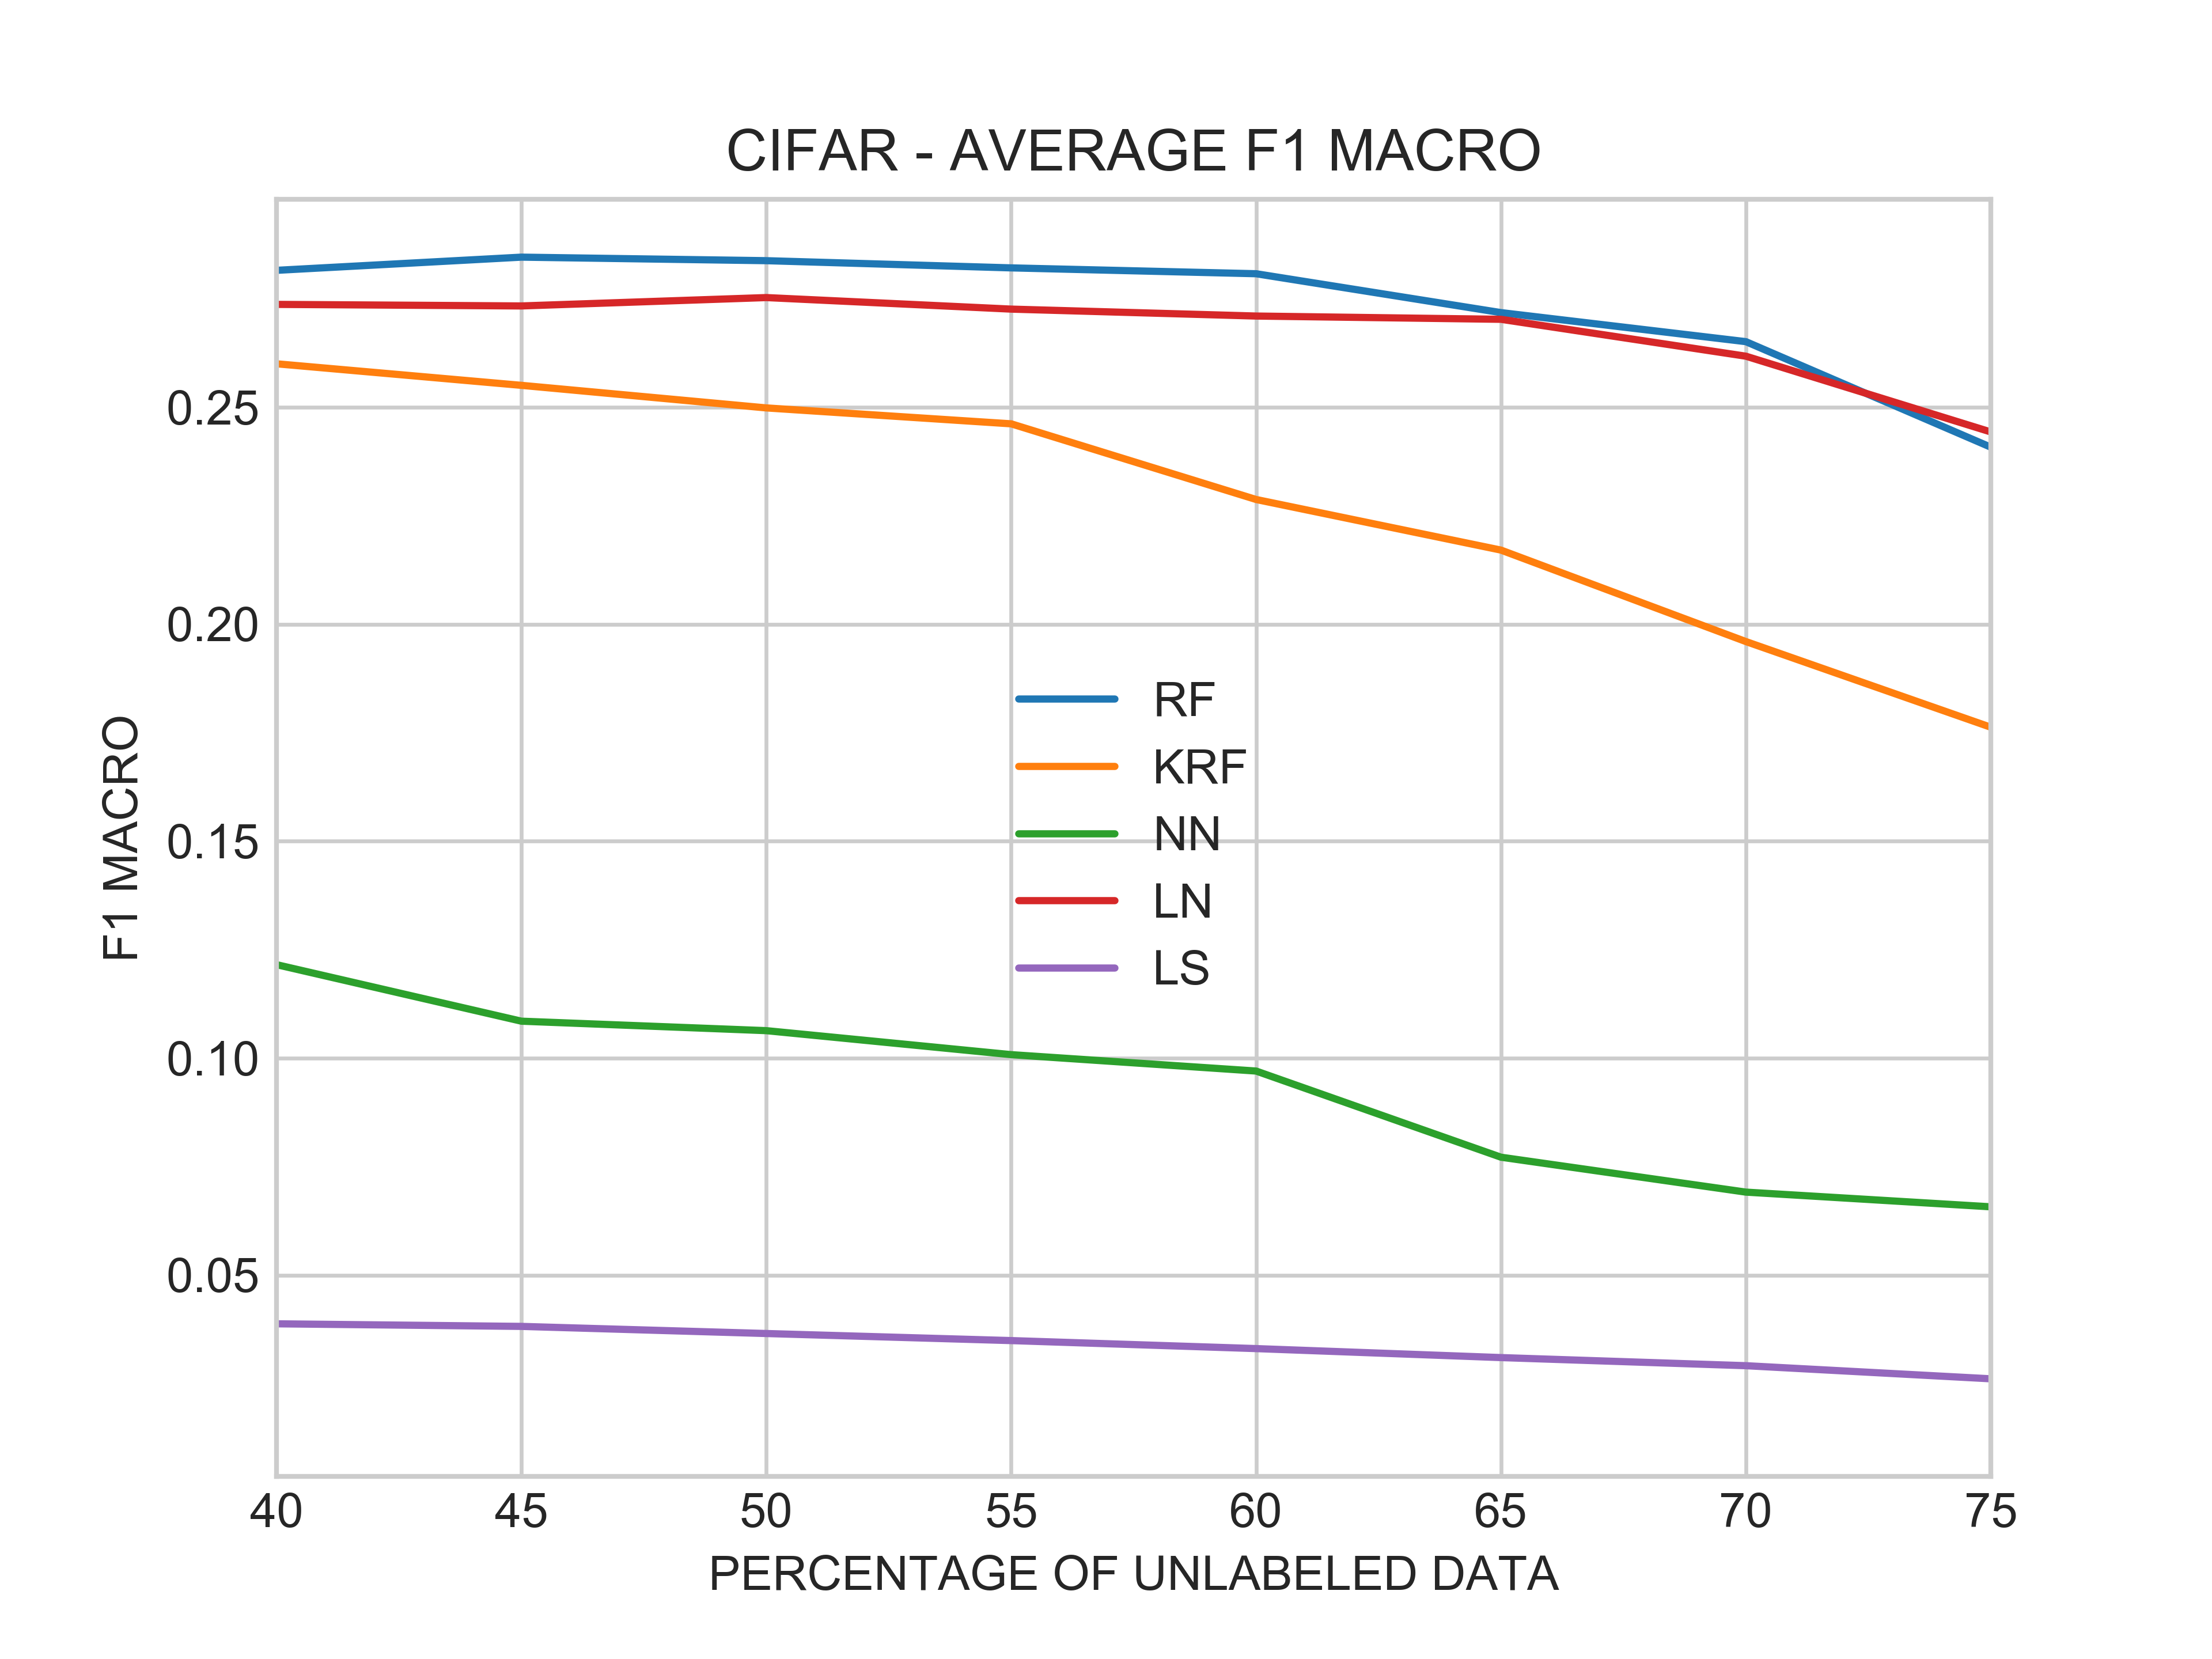 CIFAR - AVERAGE F1 MACRO
F1 MACRO
0.25
0.20
0.15
0.10
0.05
RF
KRF
NN
LN
LS
40 45 50 55 60 65 70 75
PERCENTAGE OF UNLABELED DATA